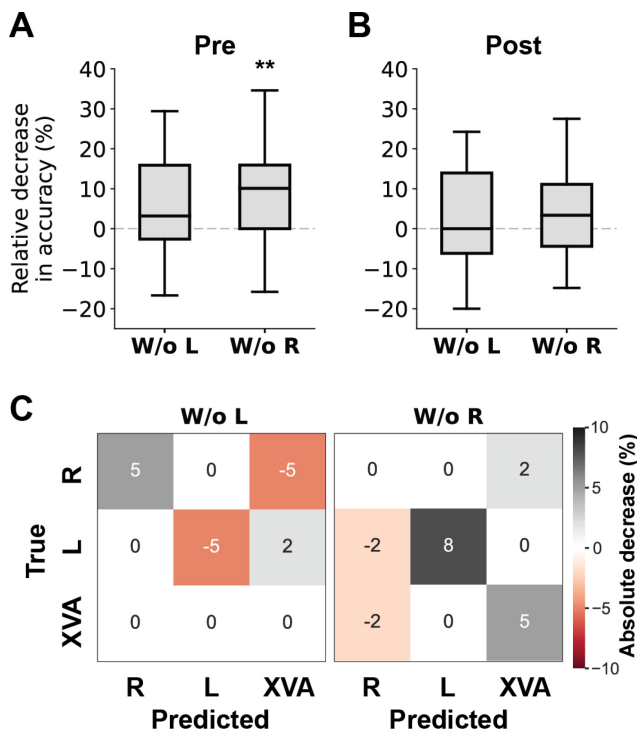 A
B
Pre
Post
**
Relative decrease
in accuracy (%)
40
30
20
10
0
−10
−20
W/o L
W/o R
40
30
20
10
0
−10
−20
W/o L
W/o R
C
W/o L
W/o R
True
R
L
XVA
5 0 -5
0 -5 2
0 0 0
0 0 2
-2 8 0
-2 0 5
R L XVA
Predicted
R L XVA
Predicted
10
5
0
−5
−10
Absolute decrease (%)